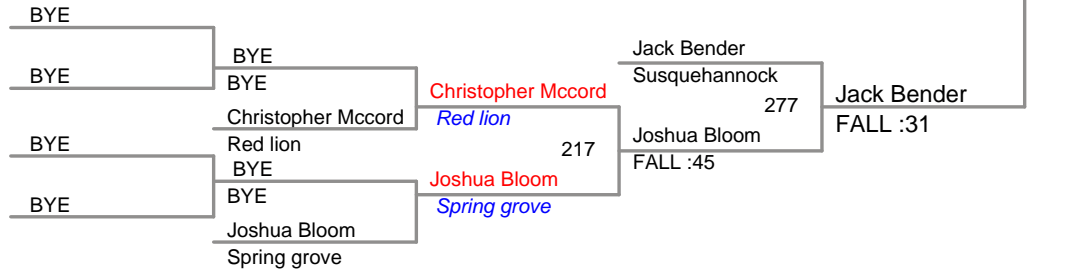 BYE
BYE
BYE
BYE
Christopher Mccord
Red lion
BYE
BYE
BYE
BYE
Joshua Bloom
Spring grove
Christopher Mccord
Red lion
217
Joshua Bloom
Spring grove
Jack Bender
Susquehannock
277
Joshua Bloom
FALL :45
Jack Bender
FALL :31